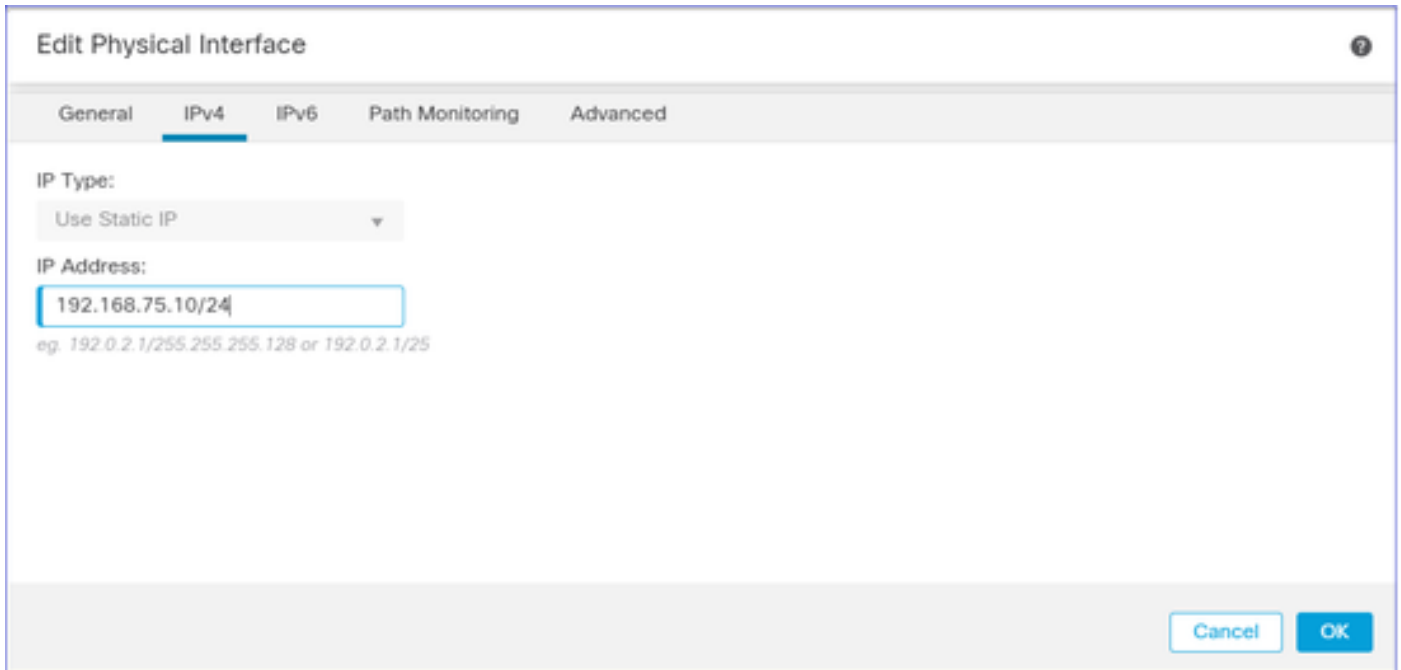 Edit Physical Interface
General IPv4 IPv6 Path Monitoring Advanced
IP Type:
Use Static IP
IP Address:
192.168.75.10/24
eg. 192.0.2.1/255.255.255.128 or 192.0.2.1/25
Cancel OK